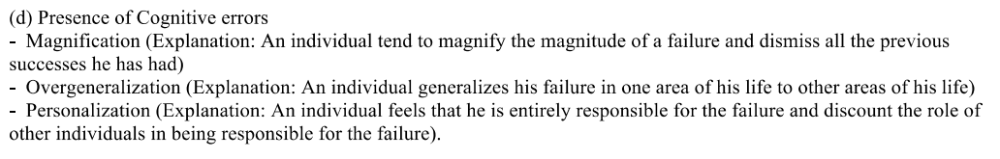 (d) Presence of Cognitive errors
- Magnification (Explanation: An individual tend to magnify the magnitude of a failure and dismiss all the previous
successes he has had)
- Overgeneralization (Explanation: An individual generalizes his failure in one area of his life to other areas of his life)
- Personalization (Explanation: An individual feels that he is entirely responsible for the failure and discount the role of
other individuals in being responsible for the failure).